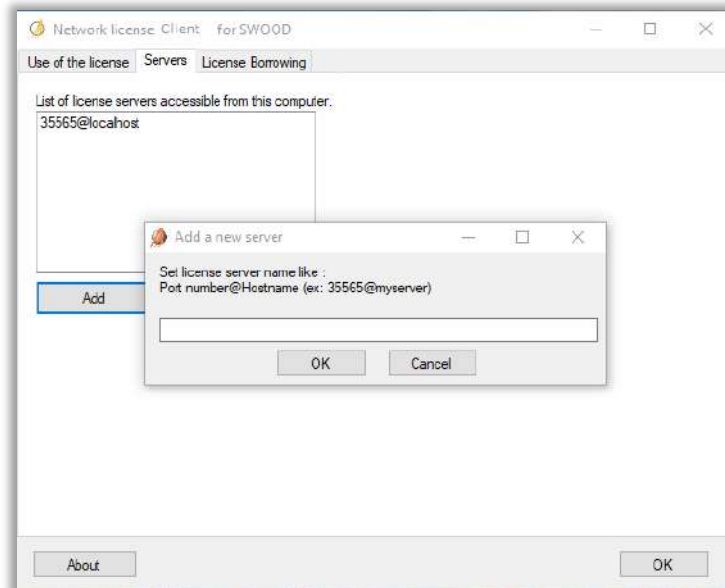 Network license Client for SWOOD
Use of the license Servers License Borrowing
List of license servers accessible from this computer.
35565@localhost
Add a new server
Set license server name like :
Port number@Hostname (ex: 35565@myserver)
Add
OK Cancel
About OK